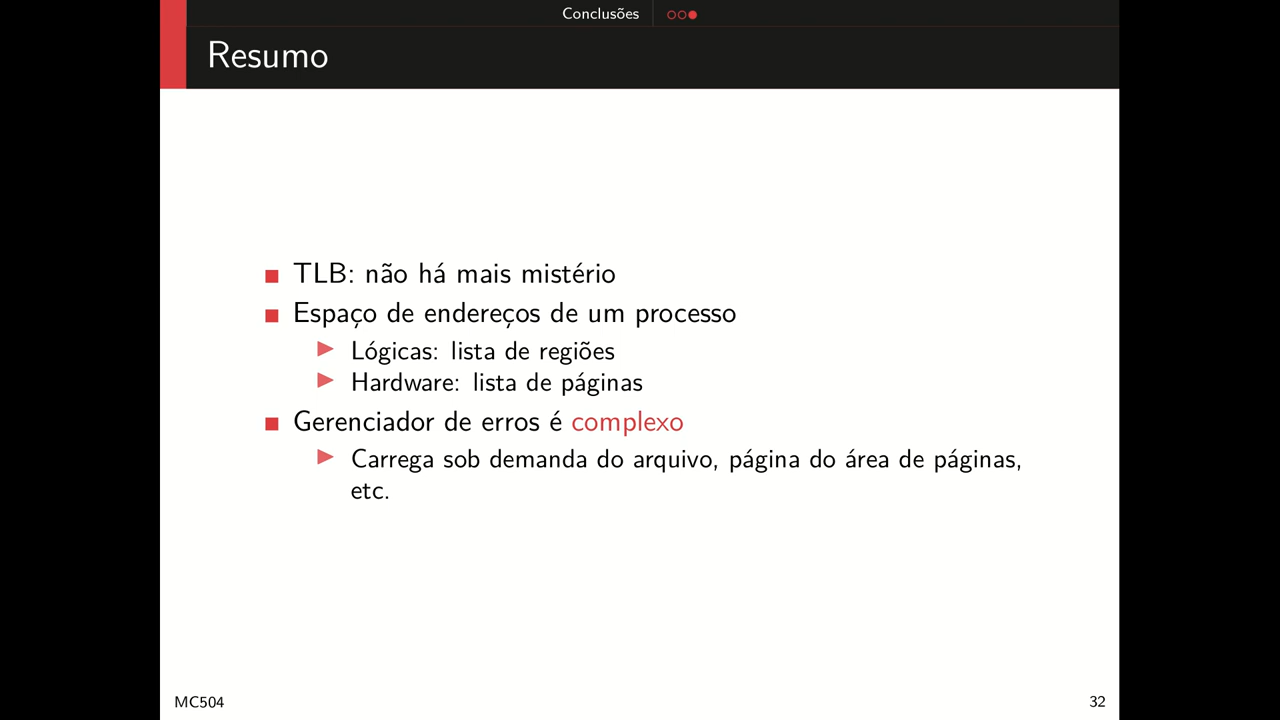 Conclusões
Resumo
TLB: não há mais mistério
Espaço de endereços de um processo
Lógicas: lista de regiões
Hardware: lista de páginas
Gerenciador de erros é complexo
Carrega sob demanda do arquivo, página do área de páginas,
etc.
MC504
32